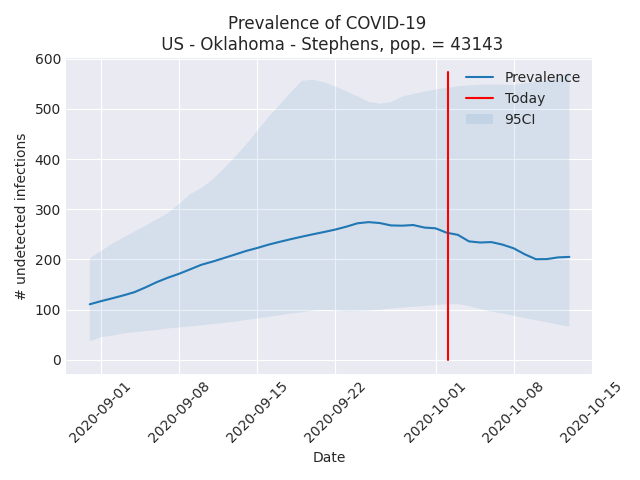 Prevalence of COVID-19
US - Oklahoma - Stephens, pop. = 43143
# undetected infections
600
500
400
300
200
100
0
Prevalence
Today
95CI
2020-09-01
2020-09-08
2020-09-15
2020-09-22
2020-10-01
2020-10-08
2020-10-15
Date